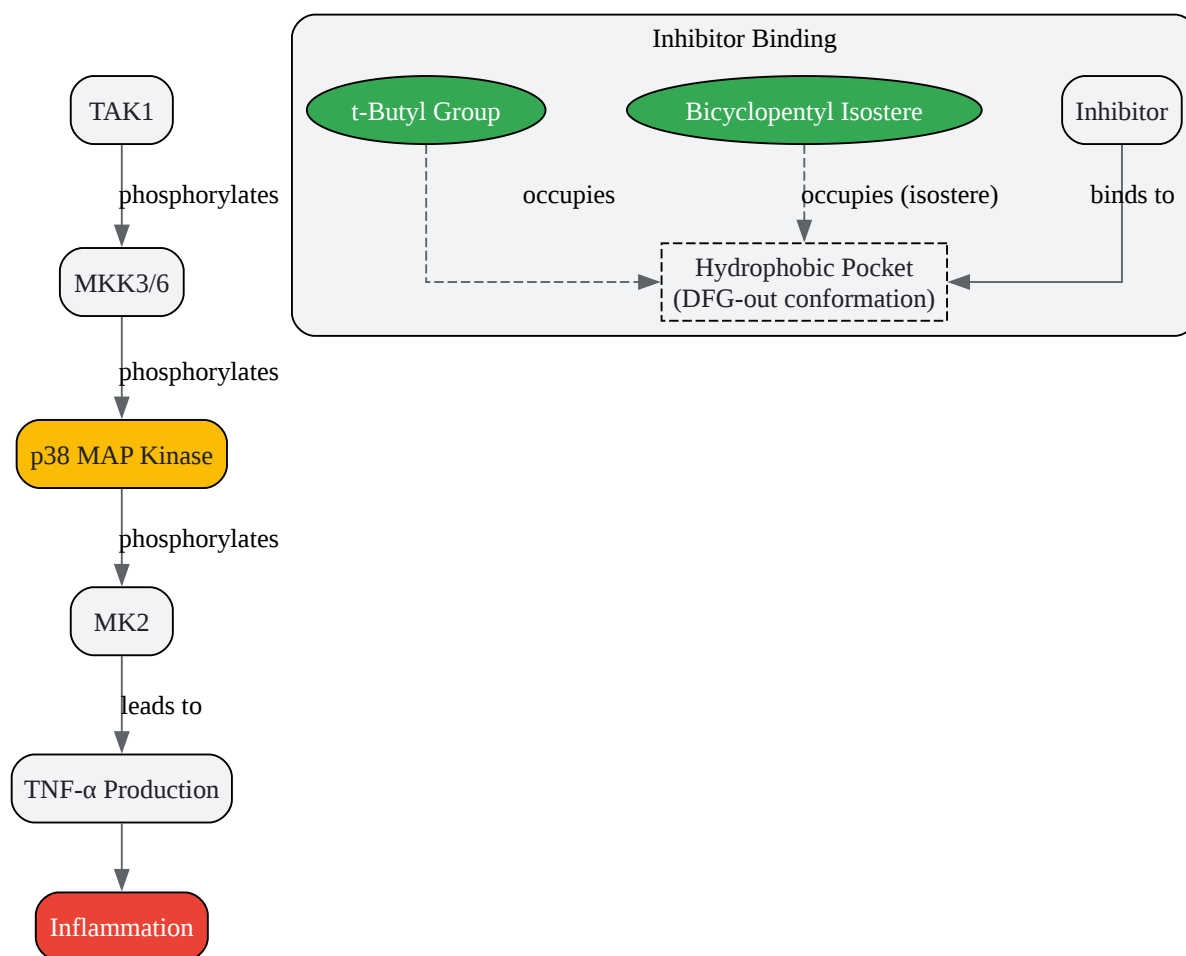 Inhibitor Binding
TAK1
t-Butyl Group
Bicyclopentyl Isostere
Inhibitor
phosphorylates
occupies
occupies (isostere)
binds to
MKK3/6
Hydrophobic Pocket
(DFG-out conformation)
phosphorylates
p38 MAP Kinase
phosphorylates
MK2
leads to
TNF-α Production
Inflammation